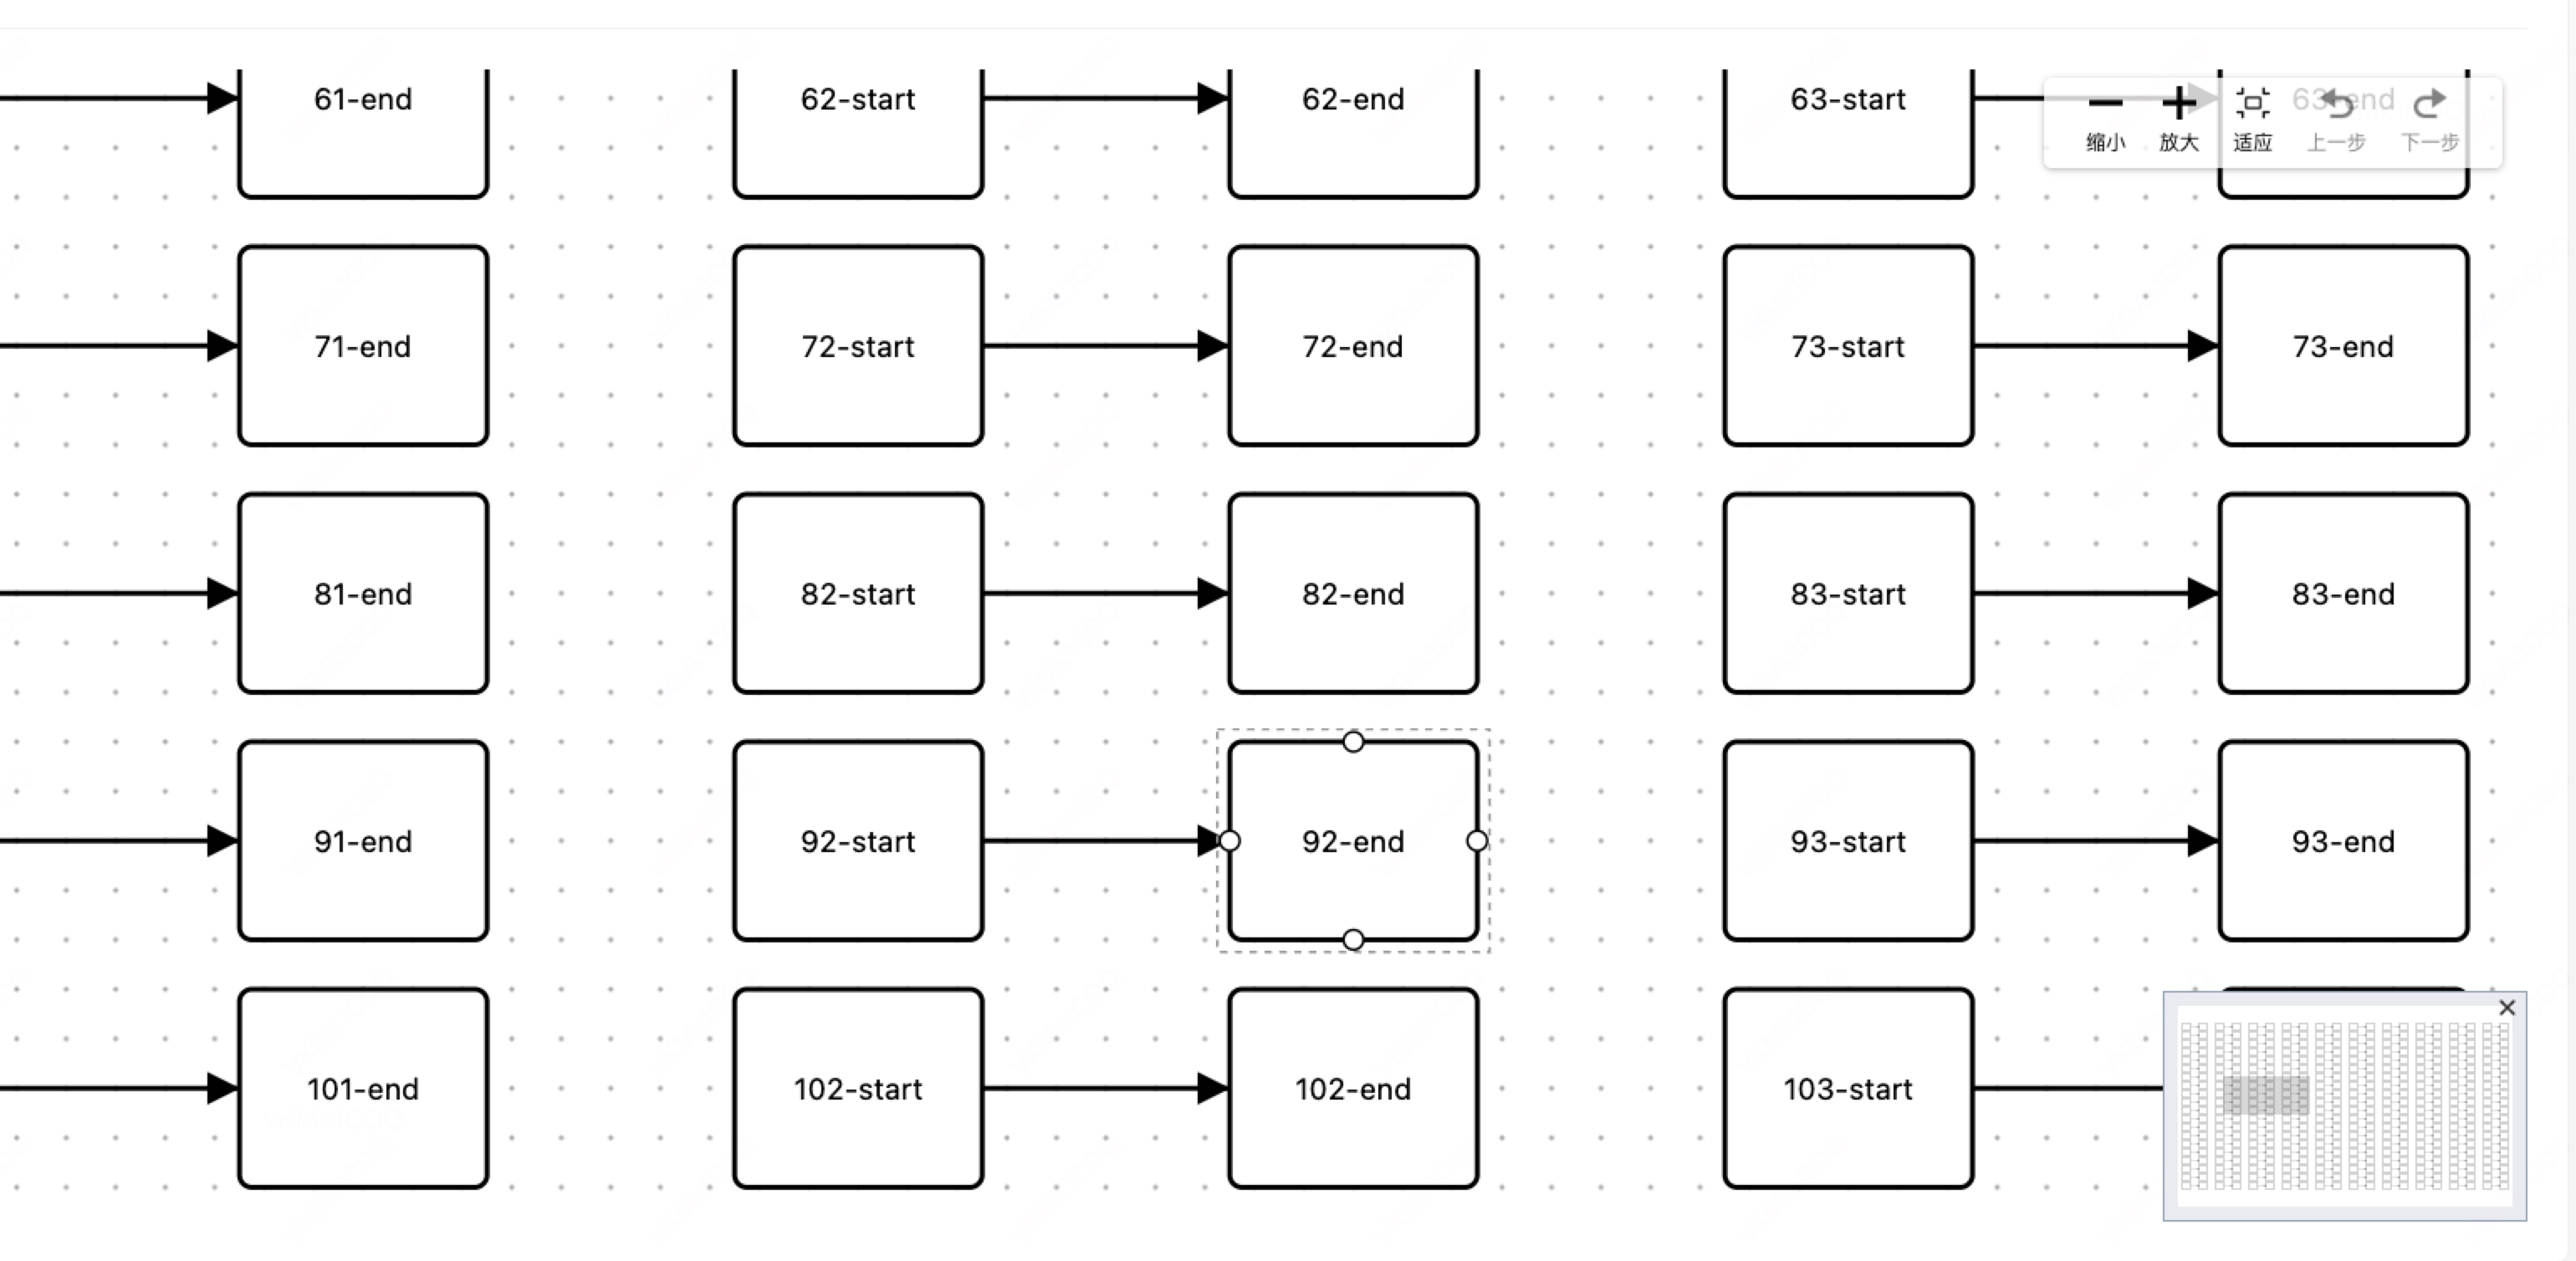 61-end
62-start
62-end
63-start
63-end
缩小
放大
适应
上一步
下一步
71-end
72-start
72-end
73-start
73-end
81-end
82-start
82-end
83-start
83-end
91-end
92-start
92-end
93-start
93-end
101-end
102-start
102-end
103-start